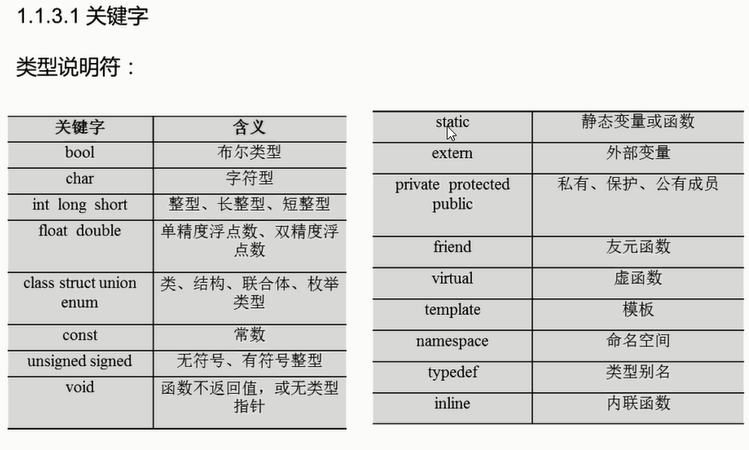 1.1.3.1 关键字
类型说明符：
关键字 含义
bool 布尔类型
char 字符型
int long short 整型、长整型、短整型
float double 单精度浮点数、双精度浮
点数
class struct union 类、结构、联合体、枚举
enum 类型
const 常数
unsigned signed 无符号、有符号整型
void 函数不返回值，或无类型
指针
static 静态变量或函数
extern 外部变量
private protected 私有、保护、公有成员
public
friend 友元函数
virtual 虚函数
template 模板
namespace 命名空间
typedef 类型别名
inline 内联函数